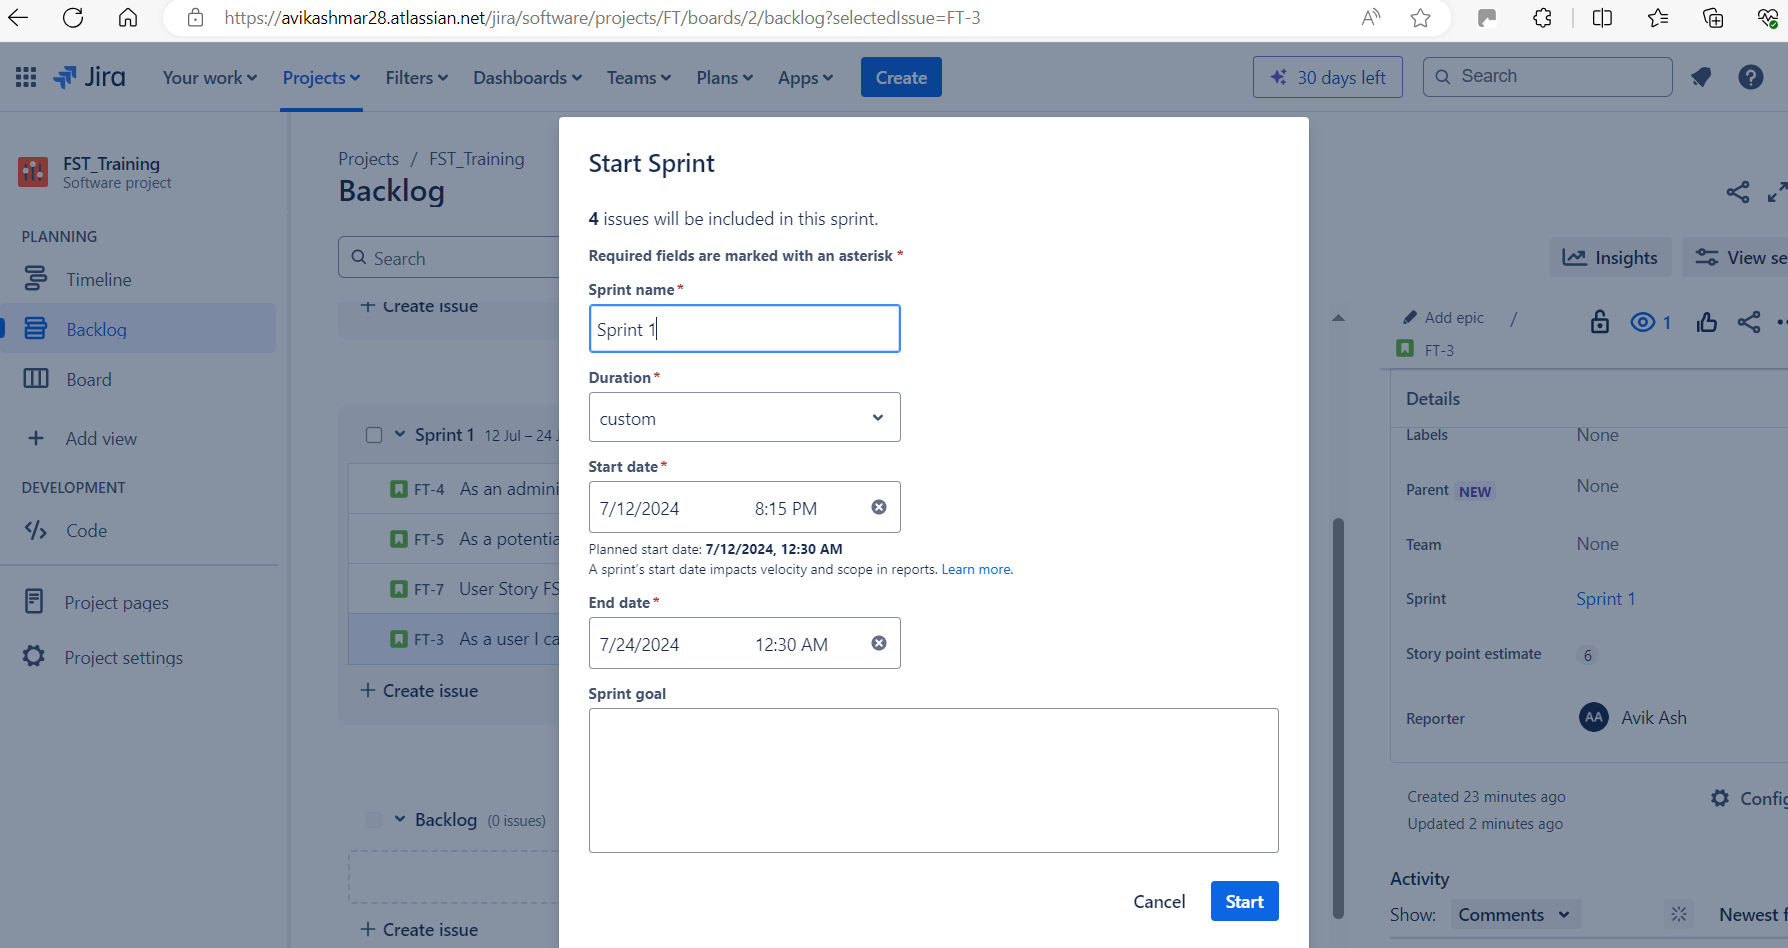 https://avikashmar28.atlassian.net/jira/software/projects/FT/boards/2/backlog?selectedIssue=FT-3
Jira Your work Projects Filters Dashboards Teams Plans Apps Create 30 days left Search
FST_Training
Software project
PLANNING
Timeline
Backlog
Board
Add view
DEVELOPMENT
Code
Project pages
Project settings
Projects / FST_Training
Backlog
Search
Create issue
Sprint 1 12 Jul – 24
FT-4 As an admini
FT-5 As a potentia
FT-7 User Story FS
FT-3 As a user I ca
Create issue
Backlog (0 issues)
Create issue
Start Sprint
4 issues will be included in this sprint.
Required fields are marked with an asterisk *
Sprint name *
Sprint 1
Duration *
custom
Start date *
7/12/2024 8:15 PM
Planned start date: 7/12/2024, 12:30 AM
A sprint's start date impacts velocity and scope in reports. Learn more.
End date *
7/24/2024 12:30 AM
Sprint goal
Cancel Start
Insights View se
Add epic /
1
FT-3
Details
Labels None
Parent NEW None
Team None
Sprint Sprint 1
Story point estimate 6
Reporter AA Avik Ash
Created 23 minutes ago
Updated 2 minutes ago
Config
Activity
Show: Comments Newest f